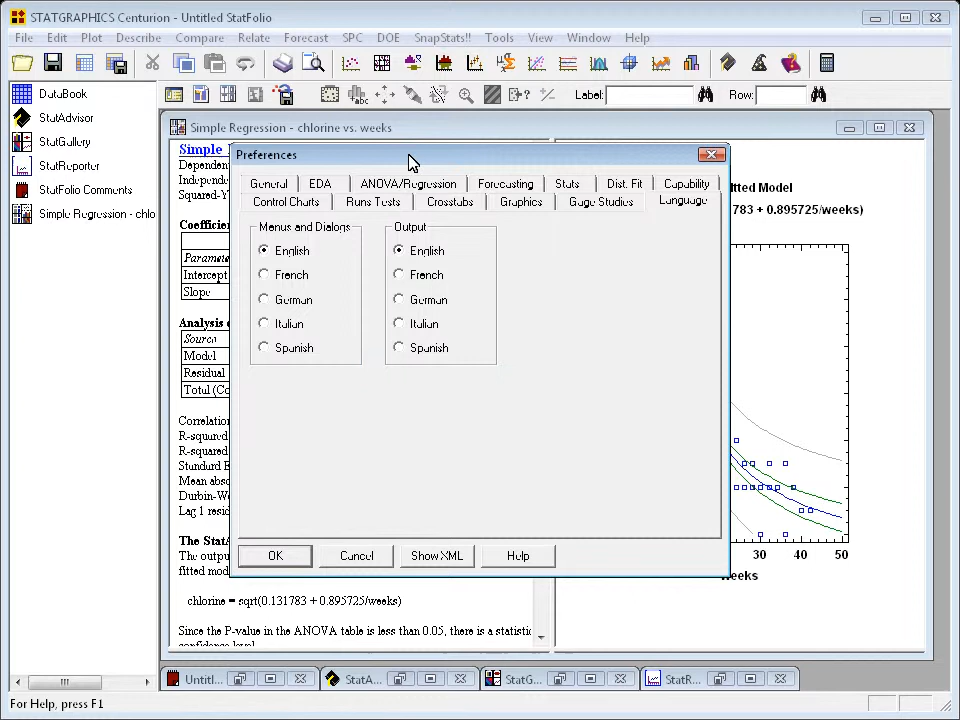 STATGRAPHICS Centurion - Untitled StatFolio
File Edit Plot Describe Compare Relate Forecast SPC DOE SnapStats!! Tools View Window Help
Label: Row:
DataBook
StatAdvisor
StatGallery
StatReporter
StatFolio Comments
Simple Regression - chlo
Simple Regression - chlorine vs. weeks
Simple
Dependen
Independe
Squared-Y
Coefficien
Paramete
Intercept
Slope
Analysis o
Source
Model
Residual
Total (Co
Correlation
R-squared
R-squared
Standard E
Mean abso
Durbin-Wa
Lag 1 resid
The StatA
The outpu
fitted mod
chlorine = sqrt(0.131783 + 0.895725/weeks)
Since the P-value in the ANOVA table is less than 0.05, there is a statistic
confidence level.
Preferences
General EDA ANOVA/Regression Forecasting Stats Dist. Fit Capability
Control Charts Runs Tests Crosstabs Graphics Gage Studies Language
Menus and Dialogs
English
French
German
Italian
Spanish
Output
English
French
German
Italian
Spanish
OK Cancel Show XML Help
tted Model
783 + 0.895725/weeks)
30 40 50
weeks
Untitl... StatA... StatG... StatR...
For Help, press F1